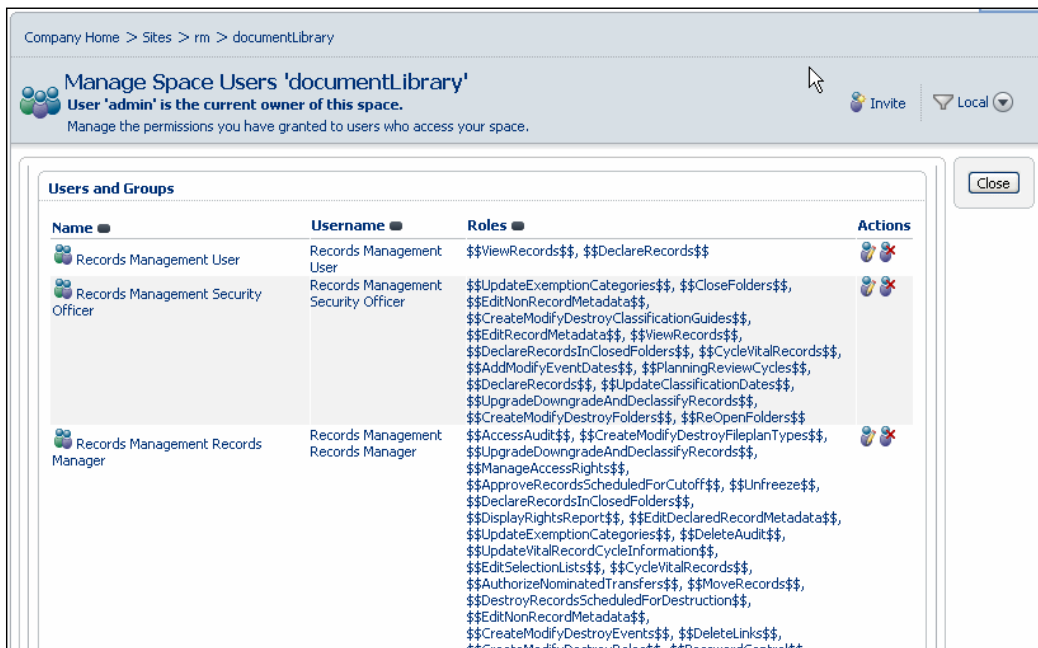 Company Home > Sites > rm > documentLibrary
Manage Space Users 'documentLibrary'
User 'admin' is the current owner of this space.
Manage the permissions you have granted to users who access your space.
Invite
Local
Close
Users and Groups
Name
Username
Roles
Actions
Records Management User
Records Management
User
$$ViewRecords$$, $$DeclareRecords$$
Records Management Security
Officer
Records Management
Security Officer
$$UpdateExemptionCategories$$, $$CloseFolders$$,
$$EditNonRecordMetadata$$,
$$CreateModifyDestroyClassificationGuides$$,
$$EditRecordMetadata$$, $$ViewRecords$$,
$$DeclareRecordsInClosedFolders$$, $$CycleVitalRecords$$,
$$AddModifyEventDates$$, $$PlanningReviewCycles$$,
$$DeclareRecords$$, $$UpdateClassificationDates$$,
$$UpgradeDowngradeAndDeclassifyRecords$$,
$$CreateModifyDestroyFolders$$, $$ReOpenFolders$$
Records Management Records
Manager
Records Management
Records Manager
$$AccessAudit$$, $$CreateModifyDestroyFileplanTypes$$,
$$UpgradeDowngradeAndDeclassifyRecords$$,
$$ManageAccessRights$$,
$$ApproveRecordsScheduledForCutoff$$, $$Unfreeze$$,
$$DeclareRecordsInClosedFolders$$,
$$DisplayRightsReport$$, $$EditDeclaredRecordMetadata$$,
$$UpdateExemptionCategories$$, $$DeleteAudit$$,
$$UpdateVitalRecordCycleInformation$$,
$$EditSelectionLists$$, $$CycleVitalRecords$$,
$$AuthorizeNominatedTransfers$$, $$MoveRecords$$,
$$DestroyRecordsScheduledForDestruction$$,
$$EditNonRecordMetadata$$,
$$CreateModifyDestroyEvents$$, $$DeleteLinks$$,
$$CreateModifyDestroyRoles$$, $$PasswordControl$$